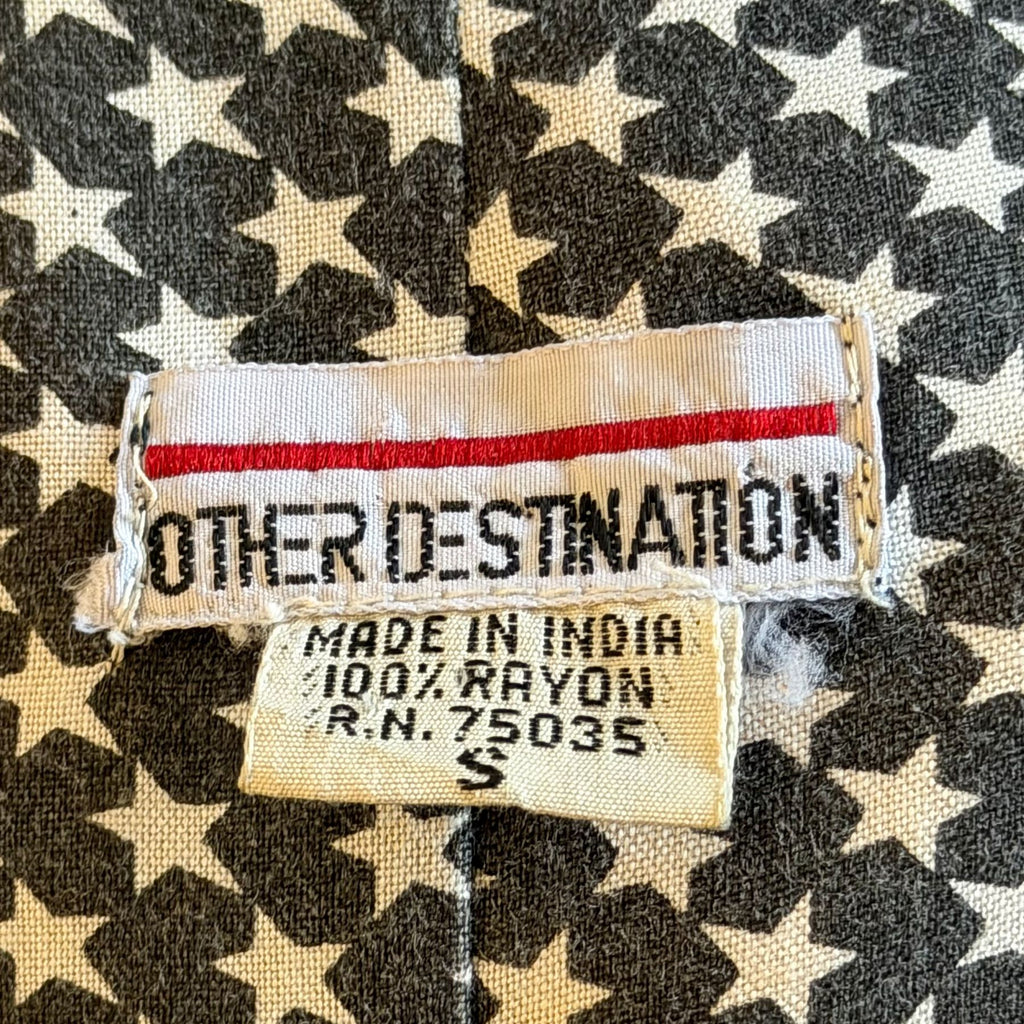 OTHER DESTINATION
MADE IN INDIA
100% RAYON
R.N. 75035
S